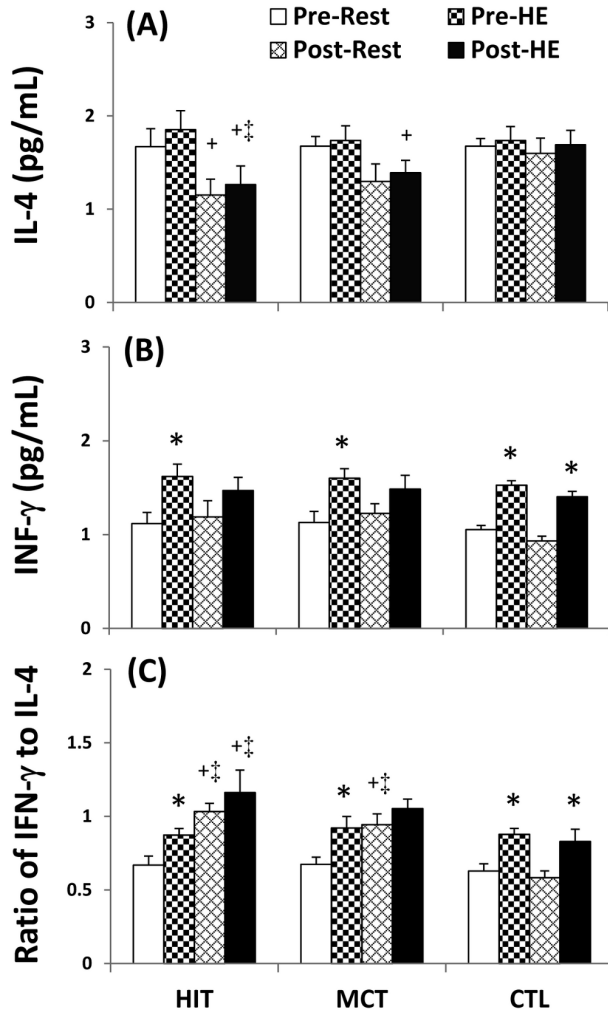 (A)
Pre-Rest Pre-HE
Post-Rest Post-HE
IL-4 (pg/mL)
3
2
1
0
+ +‡ +
(B)
INF-γ (pg/mL)
3
2
1
0
* * * *
(C)
Ratio of IFN-γ to IL-4
2
1.5
1
0.5
0
* +‡ +‡ * +‡ * *
HIT MCT CTL